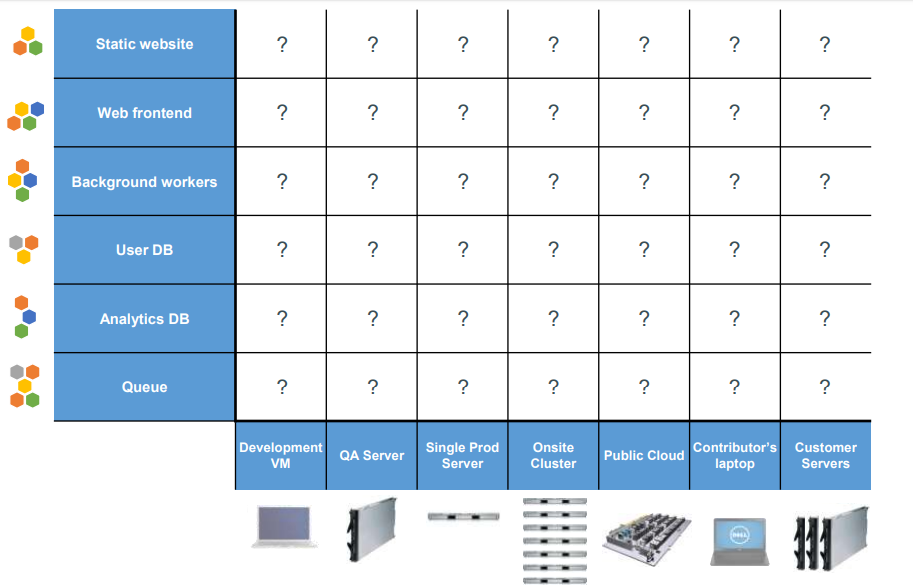 Static website ? ? ? ? ? ? ?
Web frontend ? ? ? ? ? ? ?
Background workers ? ? ? ? ? ? ?
User DB ? ? ? ? ? ? ?
Analytics DB ? ? ? ? ? ? ?
Queue ? ? ? ? ? ? ?
Development VM
QA Server
Single Prod Server
Onsite Cluster
Public Cloud
Contributor’s laptop
Customer Servers
DELL